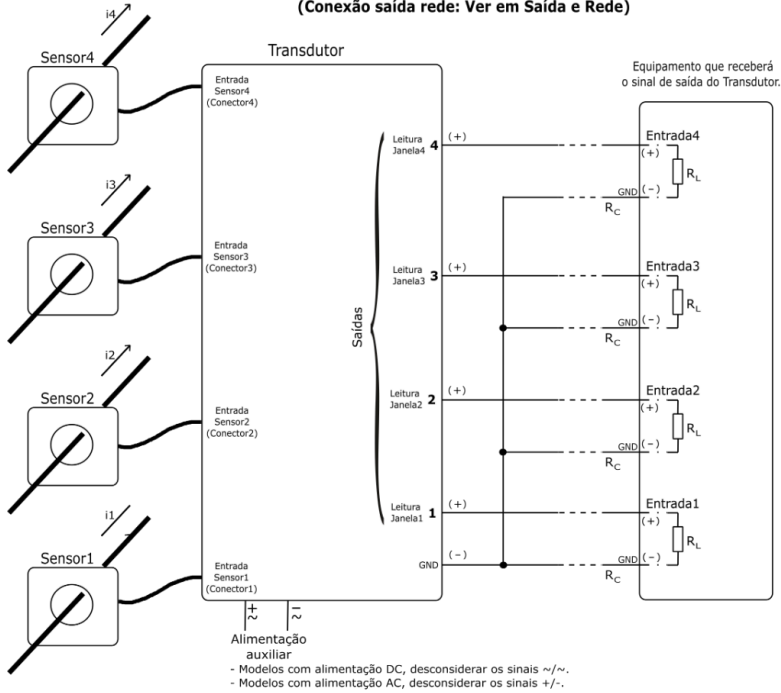 (Conexão saída rede: Ver em Saída e Rede)
i4
Sensor4
Transdutor
Equipamento que receberá
o sinal de saída do Transdutor.
Entrada
Sensor4
(Conector4)
Leitura
Janela4
4
(+)
Entrada4
(+)
RL
GND
(-)
RC
i3
Sensor3
Entrada
Sensor3
(Conector3)
Leitura
Janela3
3
(+)
Entrada3
(+)
RL
GND
(-)
RC
Saídas
i2
Sensor2
Entrada
Sensor2
(Conector2)
Leitura
Janela2
2
(+)
Entrada2
(+)
RL
GND
(-)
RC
i1
Sensor1
Entrada
Sensor1
(Conector1)
Leitura
Janela1
1
(+)
Entrada1
(+)
RL
GND
(-)
GND
(-)
RC
+ -
~ ~
Alimentação
auxiliar
- Modelos com alimentação DC, desconsiderar os sinais ~/~.
- Modelos com alimentação AC, desconsiderar os sinais +/-.